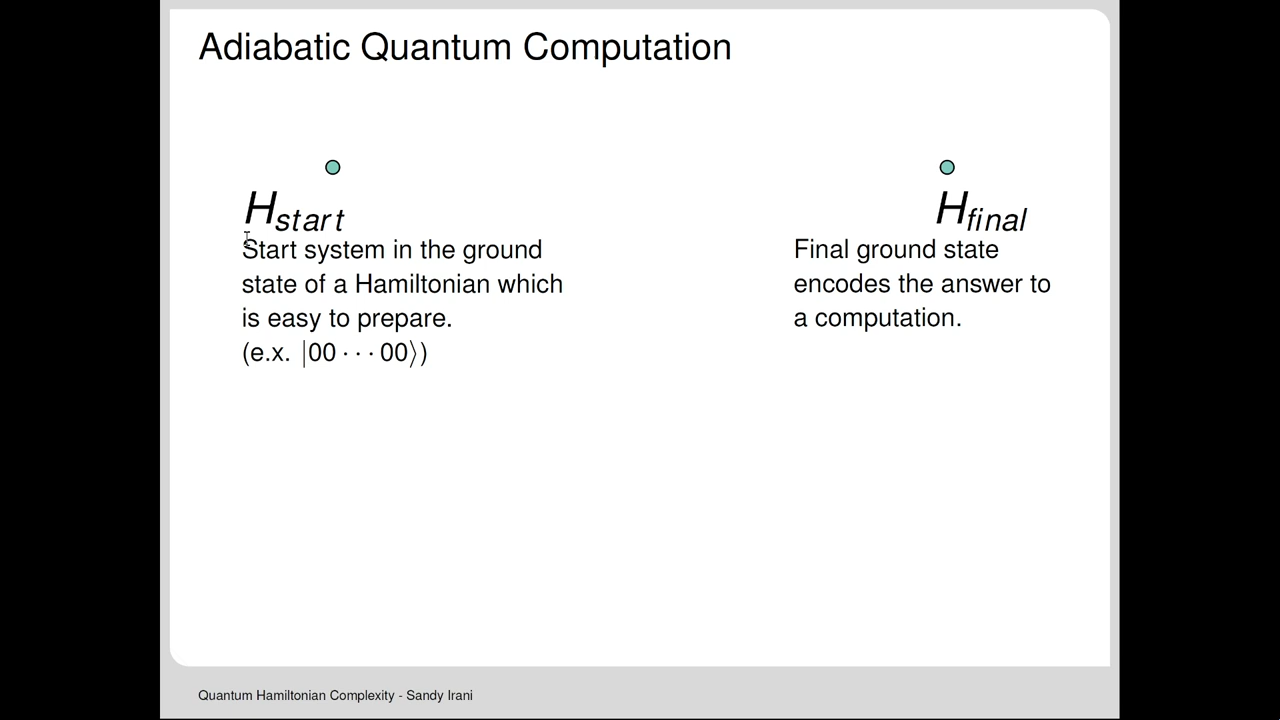 Adiabatic Quantum Computation
H_start
Start system in the ground
state of a Hamiltonian which
is easy to prepare.
(e.x. |00 · · · 00⟩)
H_final
Final ground state
encodes the answer to
a computation.
Quantum Hamiltonian Complexity - Sandy Irani